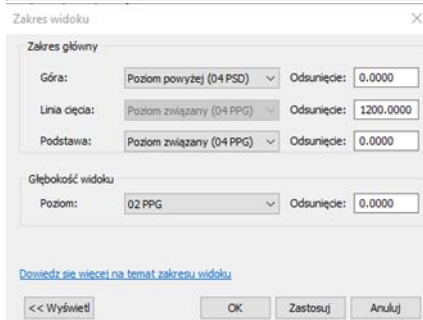 Zakres widoku
Zakres główny
Góra: Poziom powyżej (04 PSD) Odsunięcie: 0.0000
Linia cięcia: Poziom związany (04 PPG) Odsunięcie: 1200.0000
Podstawa: Poziom związany (04 PPG) Odsunięcie: 0.0000
Głębokość widoku
Poziom: 02 PPG Odsunięcie: 0.0000
Dowiedz się więcej na temat zakresu widoku
<< Wyświetl OK Zastosuj Anuluj